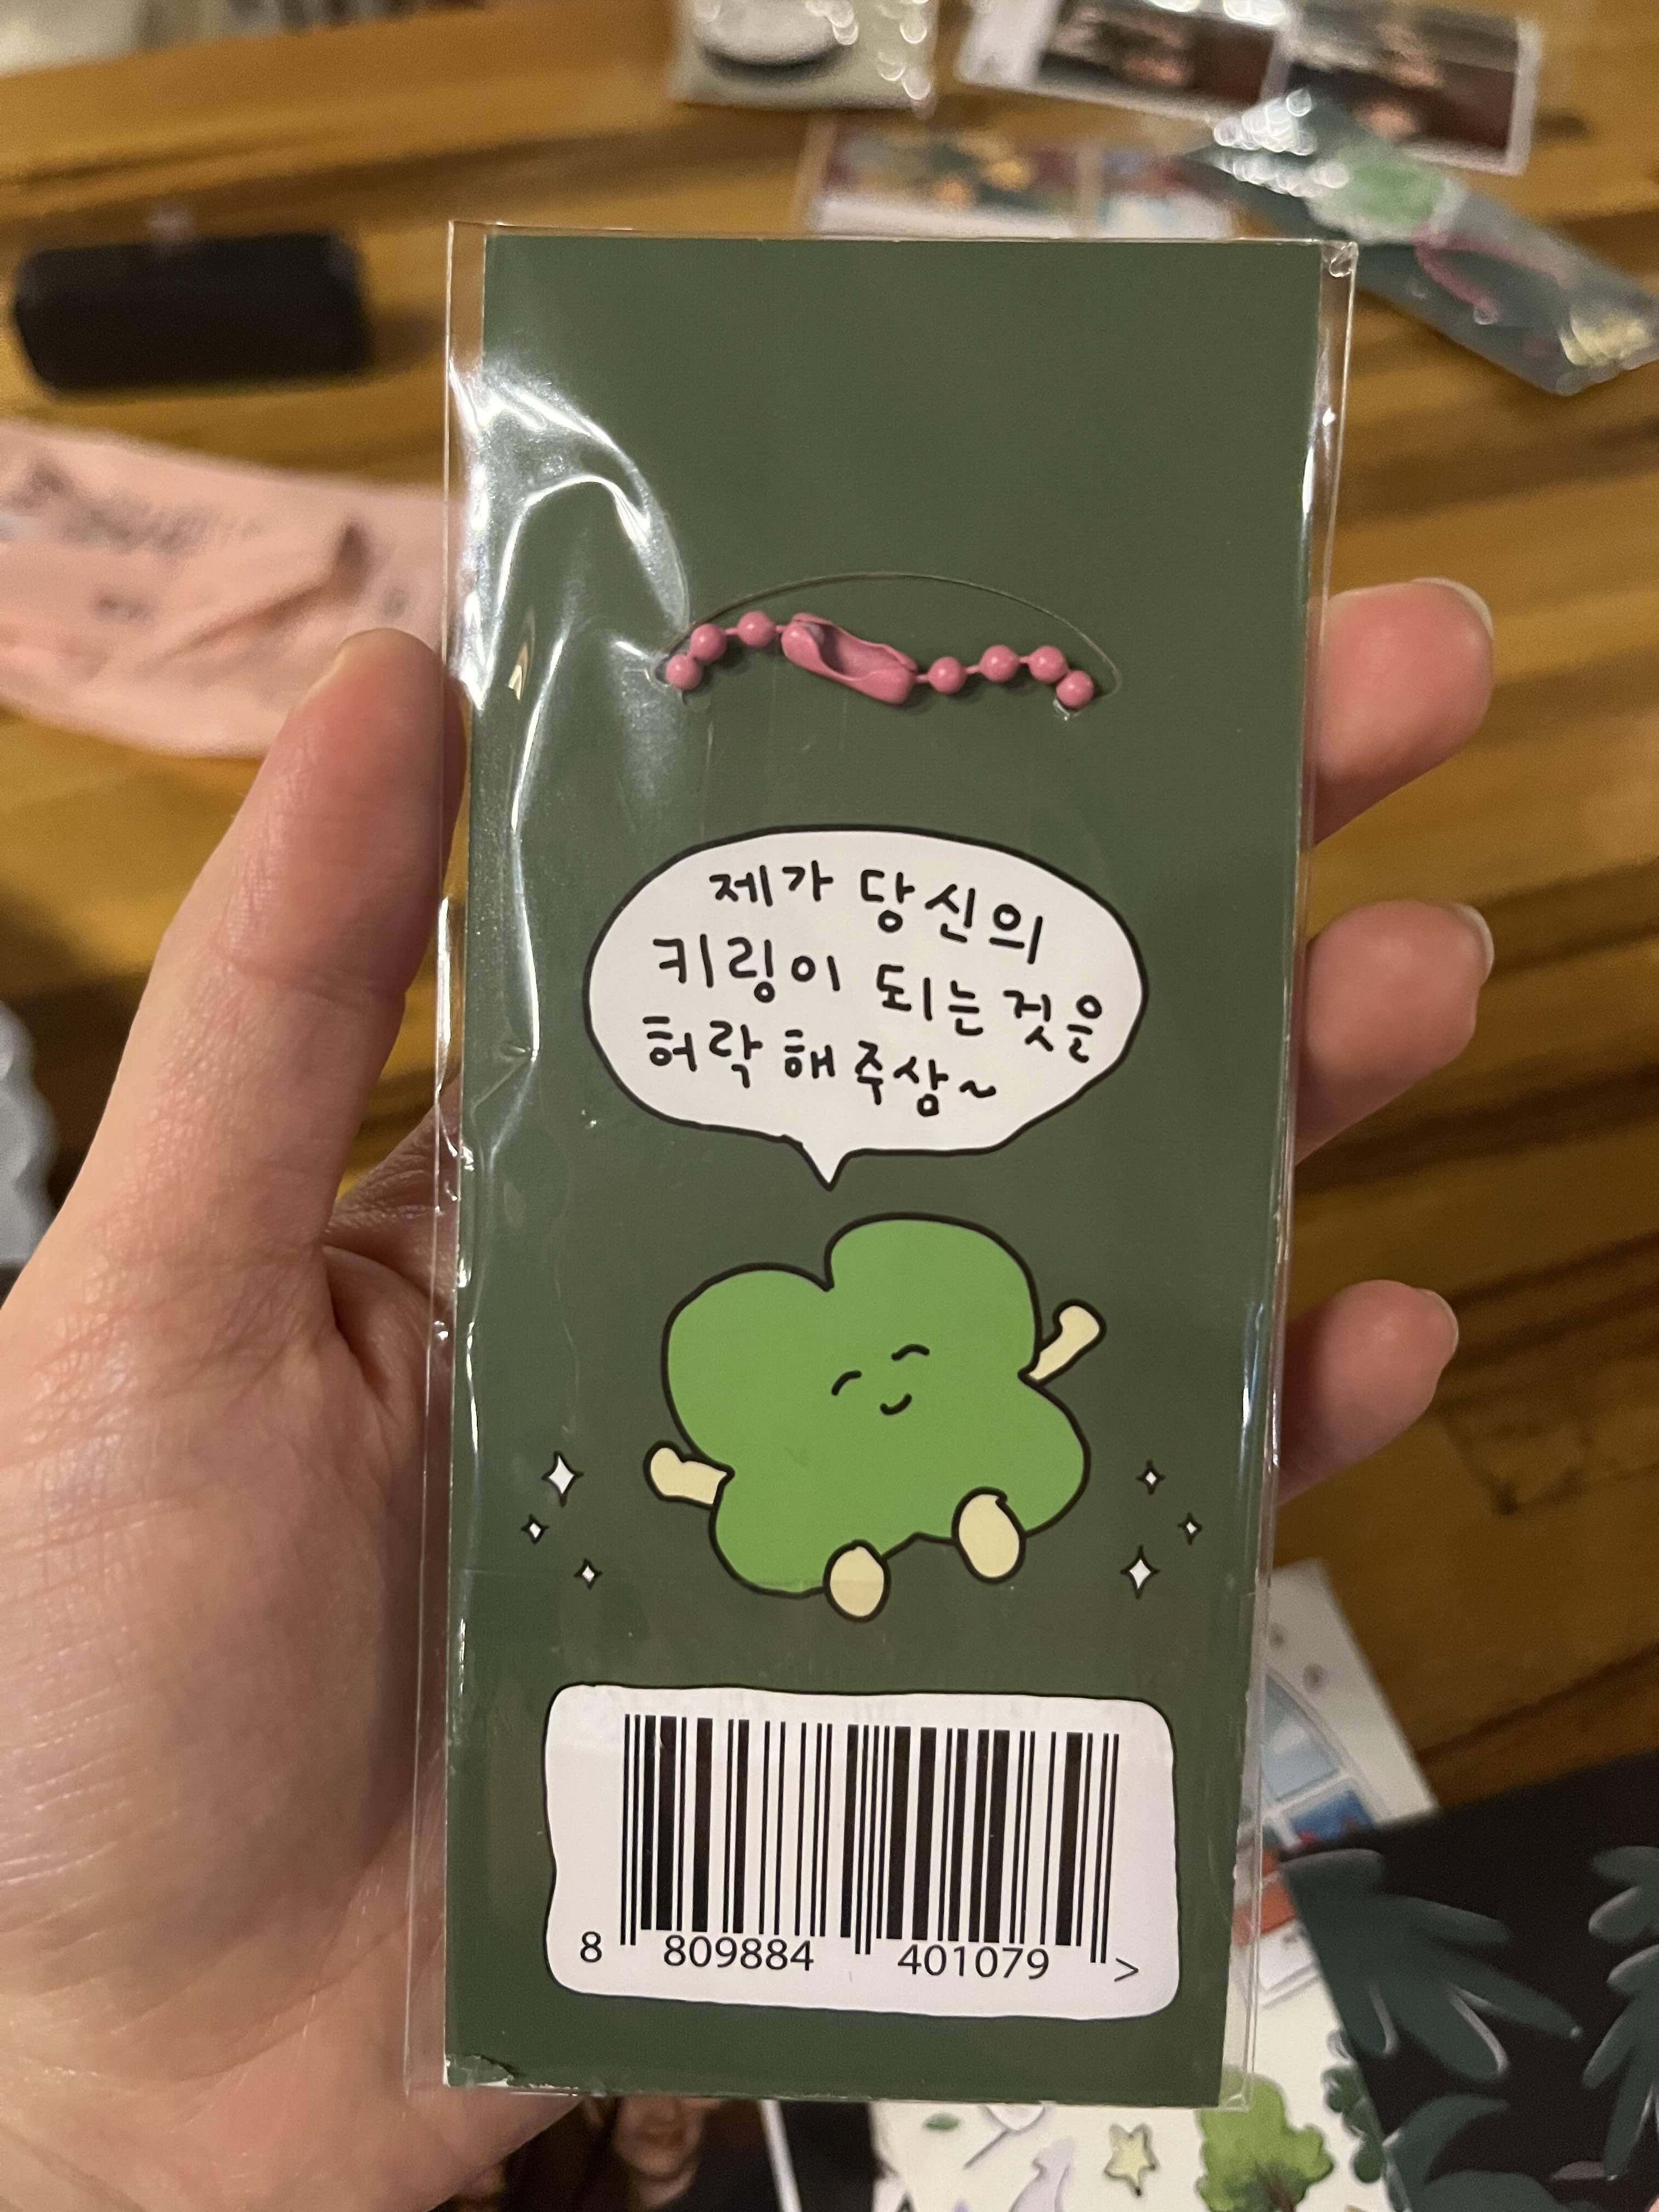 제가 당신의
키링이 되는 것을
허락 해 주삼~
8 809884 401079 >